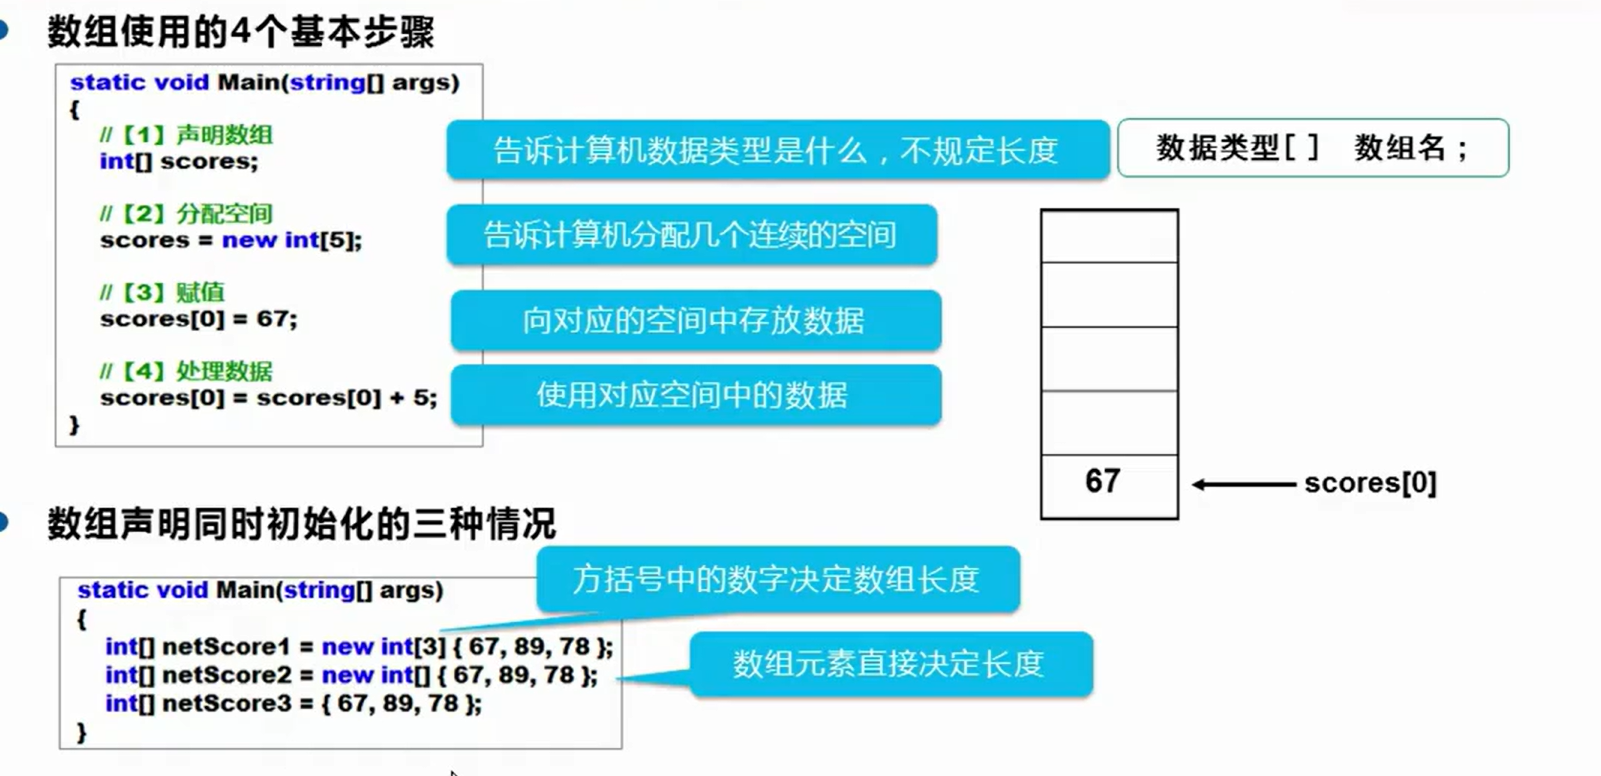 数组使用的4个基本步骤
static void Main(string[] args)
{
//【1】声明数组
int[] scores;
告诉计算机数据类型是什么，不规定长度
数据类型[ ] 数组名；
//【2】分配空间
scores = new int[5];
告诉计算机分配几个连续的空间
//【3】赋值
scores[0] = 67;
向对应的空间中存放数据
//【4】处理数据
scores[0] = scores[0] + 5;
使用对应空间中的数据
}
67
scores[0]
数组声明同时初始化的三种情况
方括号中的数字决定数组长度
static void Main(string[] args)
{
int[] netScore1 = new int[3] { 67, 89, 78 };
int[] netScore2 = new int[] { 67, 89, 78 };
数组元素直接决定长度
int[] netScore3 = { 67, 89, 78 };
}